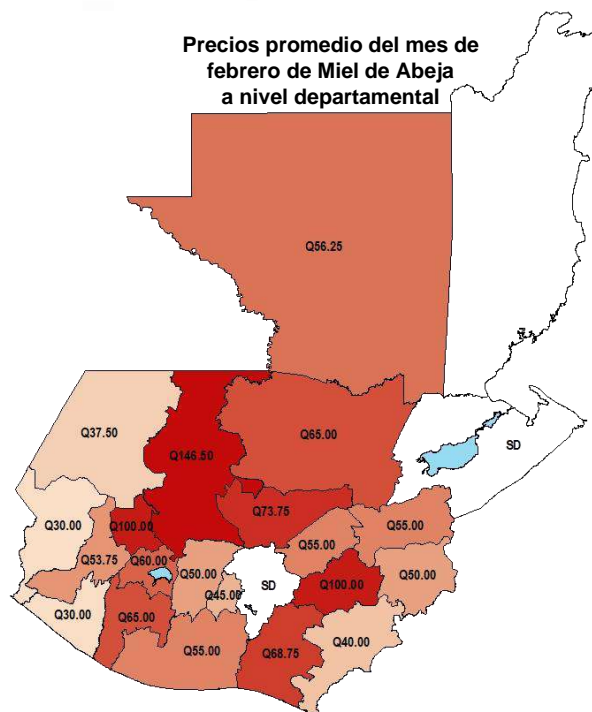 Precios promedio del mes de
febrero de Miel de Abeja
a nivel departamental
Q56.25
Q37.50
Q65.00
SD
Q146.50
Q73.75
Q30.00
Q100.00
Q55.00
Q53.75
Q55.00
Q60.00
Q50.00
Q50.00
SD
Q100.00
Q45.00
Q30.00
Q65.00
Q40.00
Q55.00
Q68.75